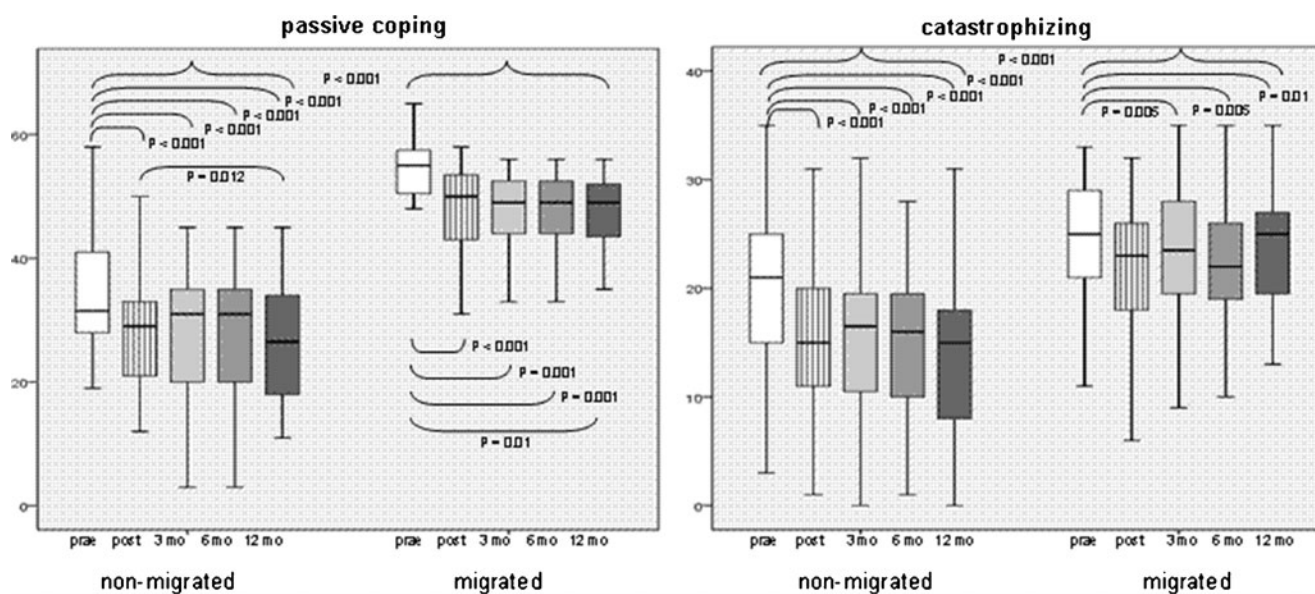 passive coping
P < 0.001
P < 0.001
P < 0.001
P < 0.001
P < 0.001
P = 0.012
60
40
20
0
P < 0.001
P = 0.001
P = 0.001
P = 0.01
præ post 3 mo 6 mo 12 mo
præ post 3 mo 6 mo 12 mo
non-migrated
migrated
catastrophizing
P < 0.001
P < 0.001
P < 0.001
P < 0.001
P < 0.001
P = 0.01
P = 0.005
P = 0.005
40
30
20
10
0
præ post 3 mo 6 mo 12 mo
præ post 3 mo 6 mo 12 mo
non-migrated
migrated